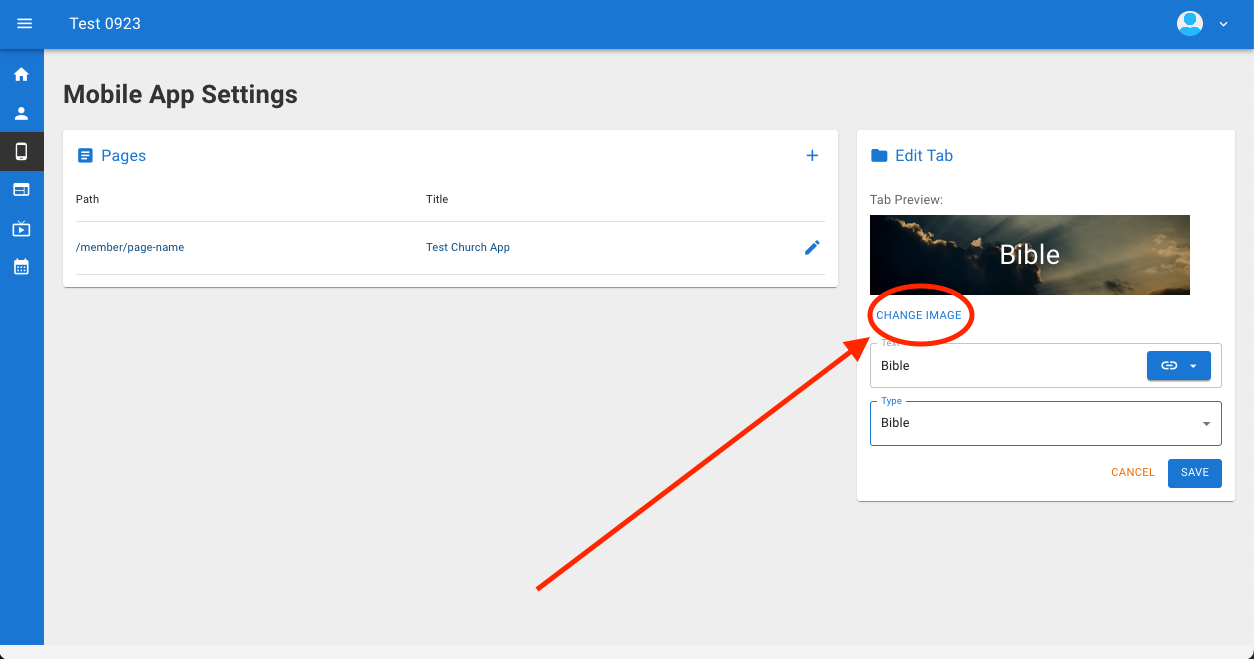 Test 0923
Mobile App Settings
Pages
Path Title
/member/page-name Test Church App
Edit Tab
Tab Preview:
Bible
CHANGE IMAGE
Text
Bible
Type
Bible
CANCEL SAVE